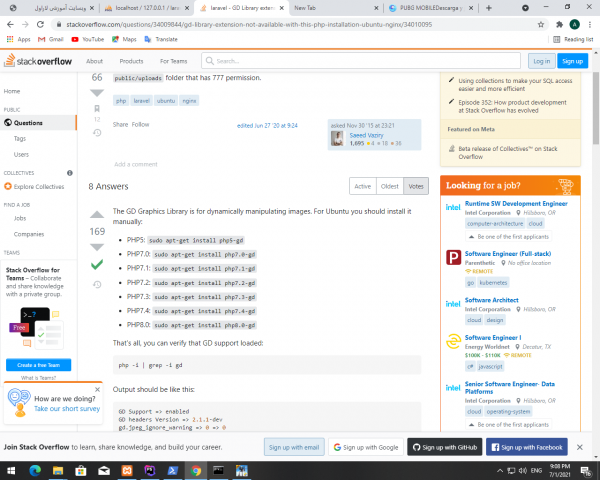 وبسایت آموزشی لاراول
localhost / 127.0.0.1 / larav
laravel - GD Library extension
New Tab
PUBG MOBILEDescarga y
stackoverflow.com/questions/34009844/gd-library-extension-not-available-with-this-php-installation-ubuntu-nginx/34010095
Apps
Gmail
YouTube
Maps
Translate
Reading list
stackoverflow
About
Products
For Teams
Search...
Log in
Sign up
Home
PUBLIC
Questions
Tags
Users
COLLECTIVES
Explore Collectives
FIND A JOB
Jobs
Companies
TEAMS
Stack Overflow for
Teams – Collaborate
and share knowledge
with a private group.
Free
Create a free Team
What is Teams?
How are we doing?
Take our short survey
66
public/uploads folder that has 777 permission.
12
php laravel ubuntu nginx
Share Follow
edited Jun 27 '20 at 9:24
asked Nov 30 '15 at 23:21
Saeed Vaziry
1,695 4 18 36
Add a comment
8 Answers
Active
Oldest
Votes
169
The GD Graphics Library is for dynamically manipulating images. For Ubuntu you should install it
manually:
• PHP5: sudo apt-get install php5-gd
• PHP7.0: sudo apt-get install php7.0-gd
• PHP7.1: sudo apt-get install php7.1-gd
• PHP7.2: sudo apt-get install php7.2-gd
• PHP7.3: sudo apt-get install php7.3-gd
• PHP7.4: sudo apt-get install php7.4-gd
• PHP8.0: sudo apt-get install php8.0-gd
That's all, you can verify that GD support loaded:
php -i | grep -i gd
Output should be like this:
GD Support => enabled
GD headers Version => 2.1.1-dev
gd.jpeg_ignore_warning => 0 => 0
Using collections to make your SQL access
easier and more efficient
Episode 352: How product development
at Stack Overflow has evolved
Featured on Meta
Beta release of Collectives™ on Stack
Overflow
Looking for a job?
Runtime SW Development Engineer
Intel Corporation Hillsboro, OR
computer-architecture cloud
Be one of the first applicants
Software Engineer (Full-stack)
Parenthetic No office location
REMOTE
go kubernetes
Software Architect
Intel Corporation Hillsboro, OR
cloud design
Software Engineer I
Energy Worldnet Decatur, TX
$100K - $110K REMOTE
c# javascript
Senior Software Engineer- Data
Platforms
Intel Corporation Hillsboro, OR
cloud operating-system
Be one of the first applicants
Join Stack Overflow to learn, share knowledge, and build your career.
Sign up with email
Sign up with Google
Sign up with GitHub
Sign up with Facebook
ENG
9:08 PM
7/1/2021